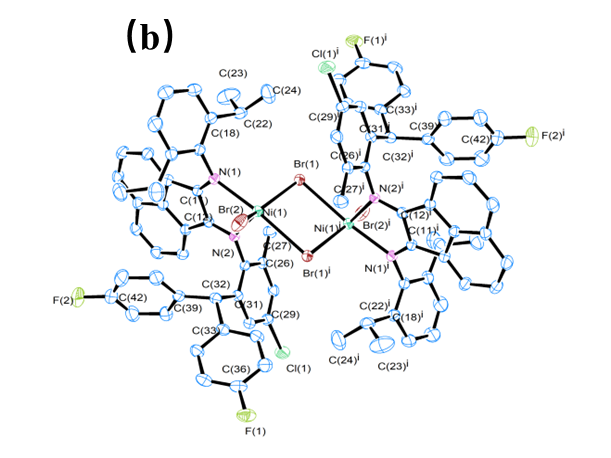 (b)
F(1)i
Cl(1)i
C(23)
C(24)
C(29)i
C(33)i
C(22)
C(18)
C(31)i
C(39)i
C(42)i
F(2)i
C(26)i
C(32)i
Br(1)
N(1)
C(27)i
N(2)i
Br(2)
Ni(1)
C(12)i
Br(2)i
Ni(1)i
C(11)i
N(2)
C(27)
C(26)
Br(1)i
N(1)i
C(32)
F(2)
C(42)
C(39)
C(31)
C(29)
C(22)i
C(18)i
C(33)
C(24)i
C(23)i
C(36)
Cl(1)
F(1)